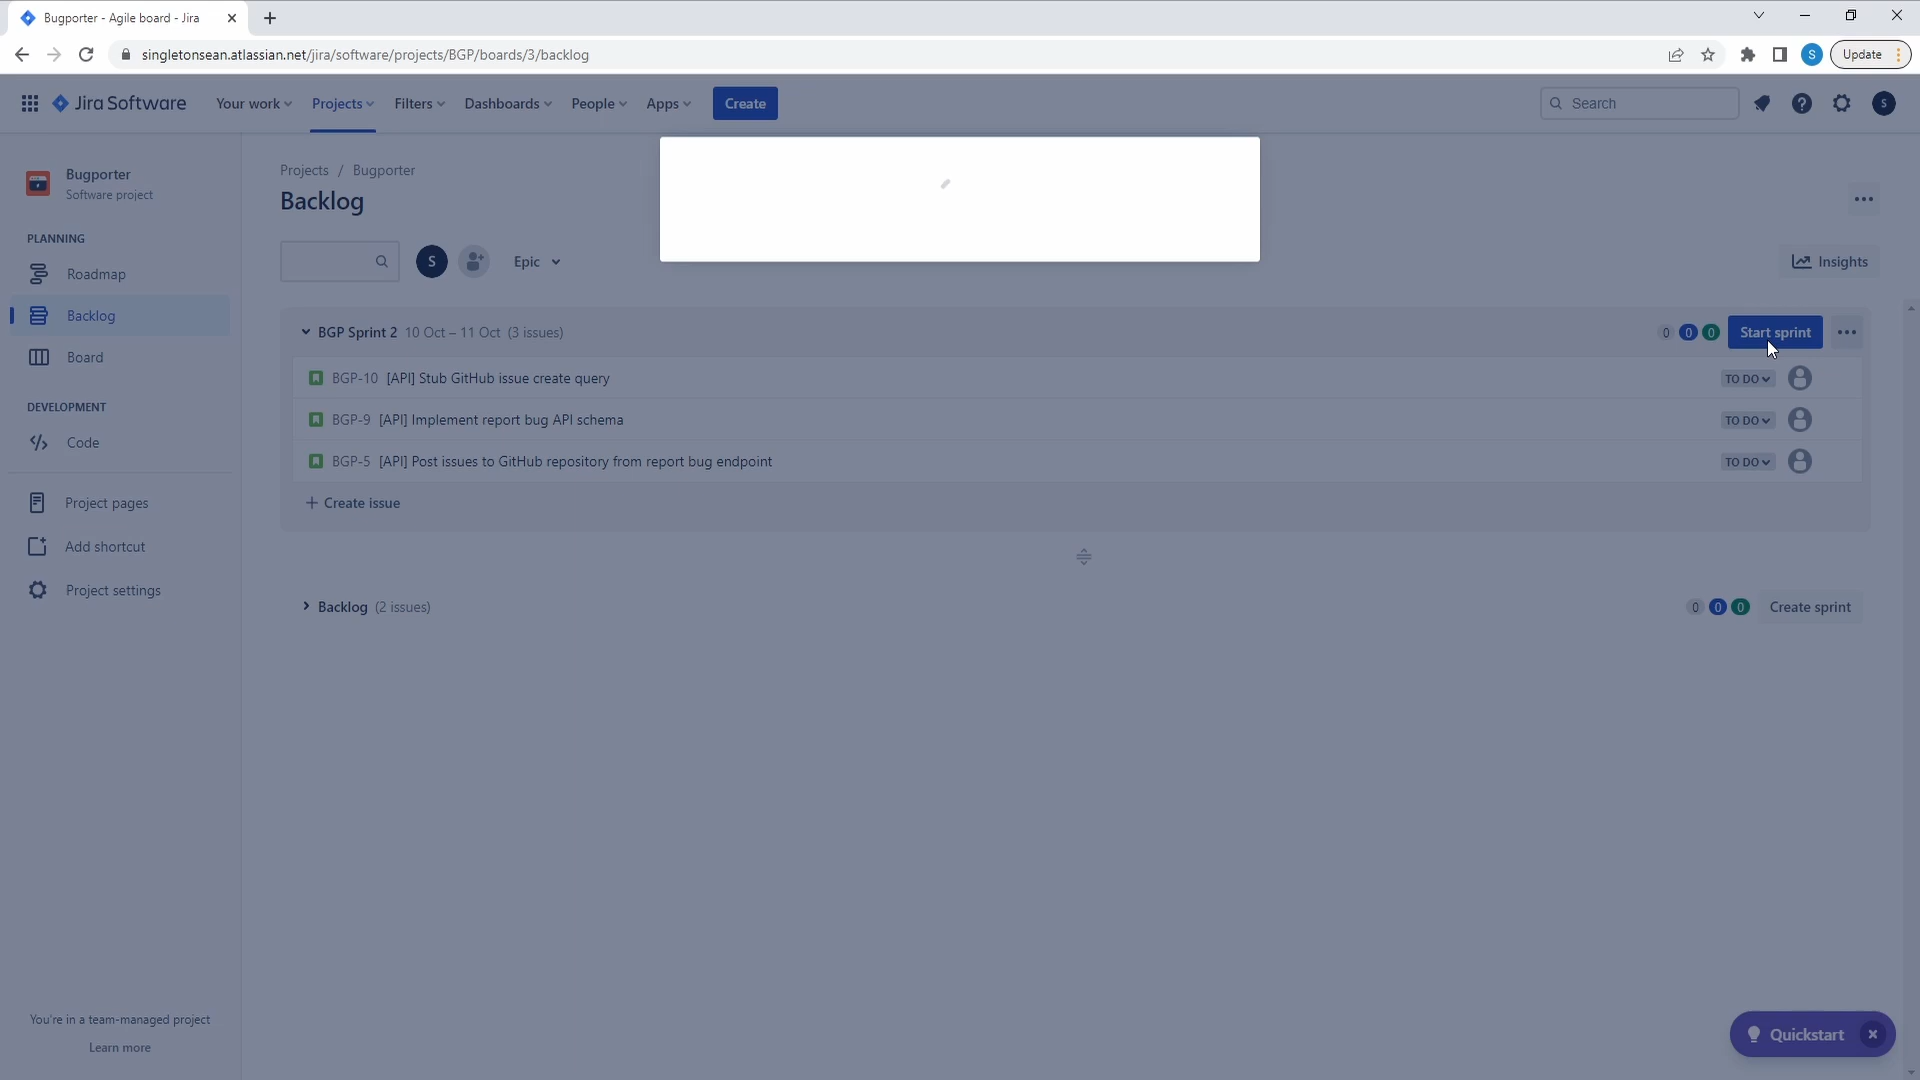 Bugporter - Agile board - Jira
singletonsean.atlassian.net/jira/software/projects/BGP/boards/3/backlog
S
Update
Jira Software
Your work
Projects
Filters
Dashboards
People
Apps
Create
Search
S
Bugporter
Software project
PLANNING
Roadmap
Backlog
Board
DEVELOPMENT
Code
Project pages
Add shortcut
Project settings
You're in a team-managed project
Learn more
Projects / Bugporter
Backlog
S
Epic
Insights
BGP Sprint 2 10 Oct – 11 Oct (3 issues)
0 0 0 Start sprint
BGP-10 [API] Stub GitHub issue create query TO DO
BGP-9 [API] Implement report bug API schema TO DO
BGP-5 [API] Post issues to GitHub repository from report bug endpoint TO DO
+ Create issue
Backlog (2 issues)
0 0 0 Create sprint
Quickstart